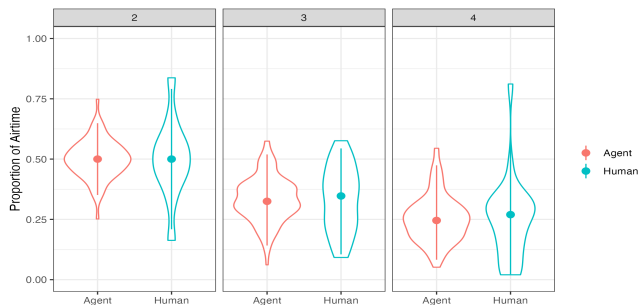 2 3 4
1.00
0.75
0.50
0.25
0.00
Proportion of Airtime
Agent Human Agent Human Agent Human
Agent
Human